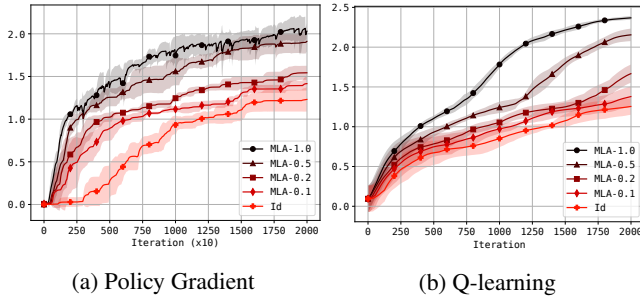 2.0
1.5
1.0
0.5
0.0
MLA-1.0
MLA-0.5
MLA-0.2
MLA-0.1
Id
0 250 500 750 1000 1250 1500 1750 2000
Iteration (x10)
(a) Policy Gradient
2.5
2.0
1.5
1.0
0.5
0.0
MLA-1.0
MLA-0.5
MLA-0.2
MLA-0.1
Id
0 250 500 750 1000 1250 1500 1750 2000
Iteration
(b) Q-learning